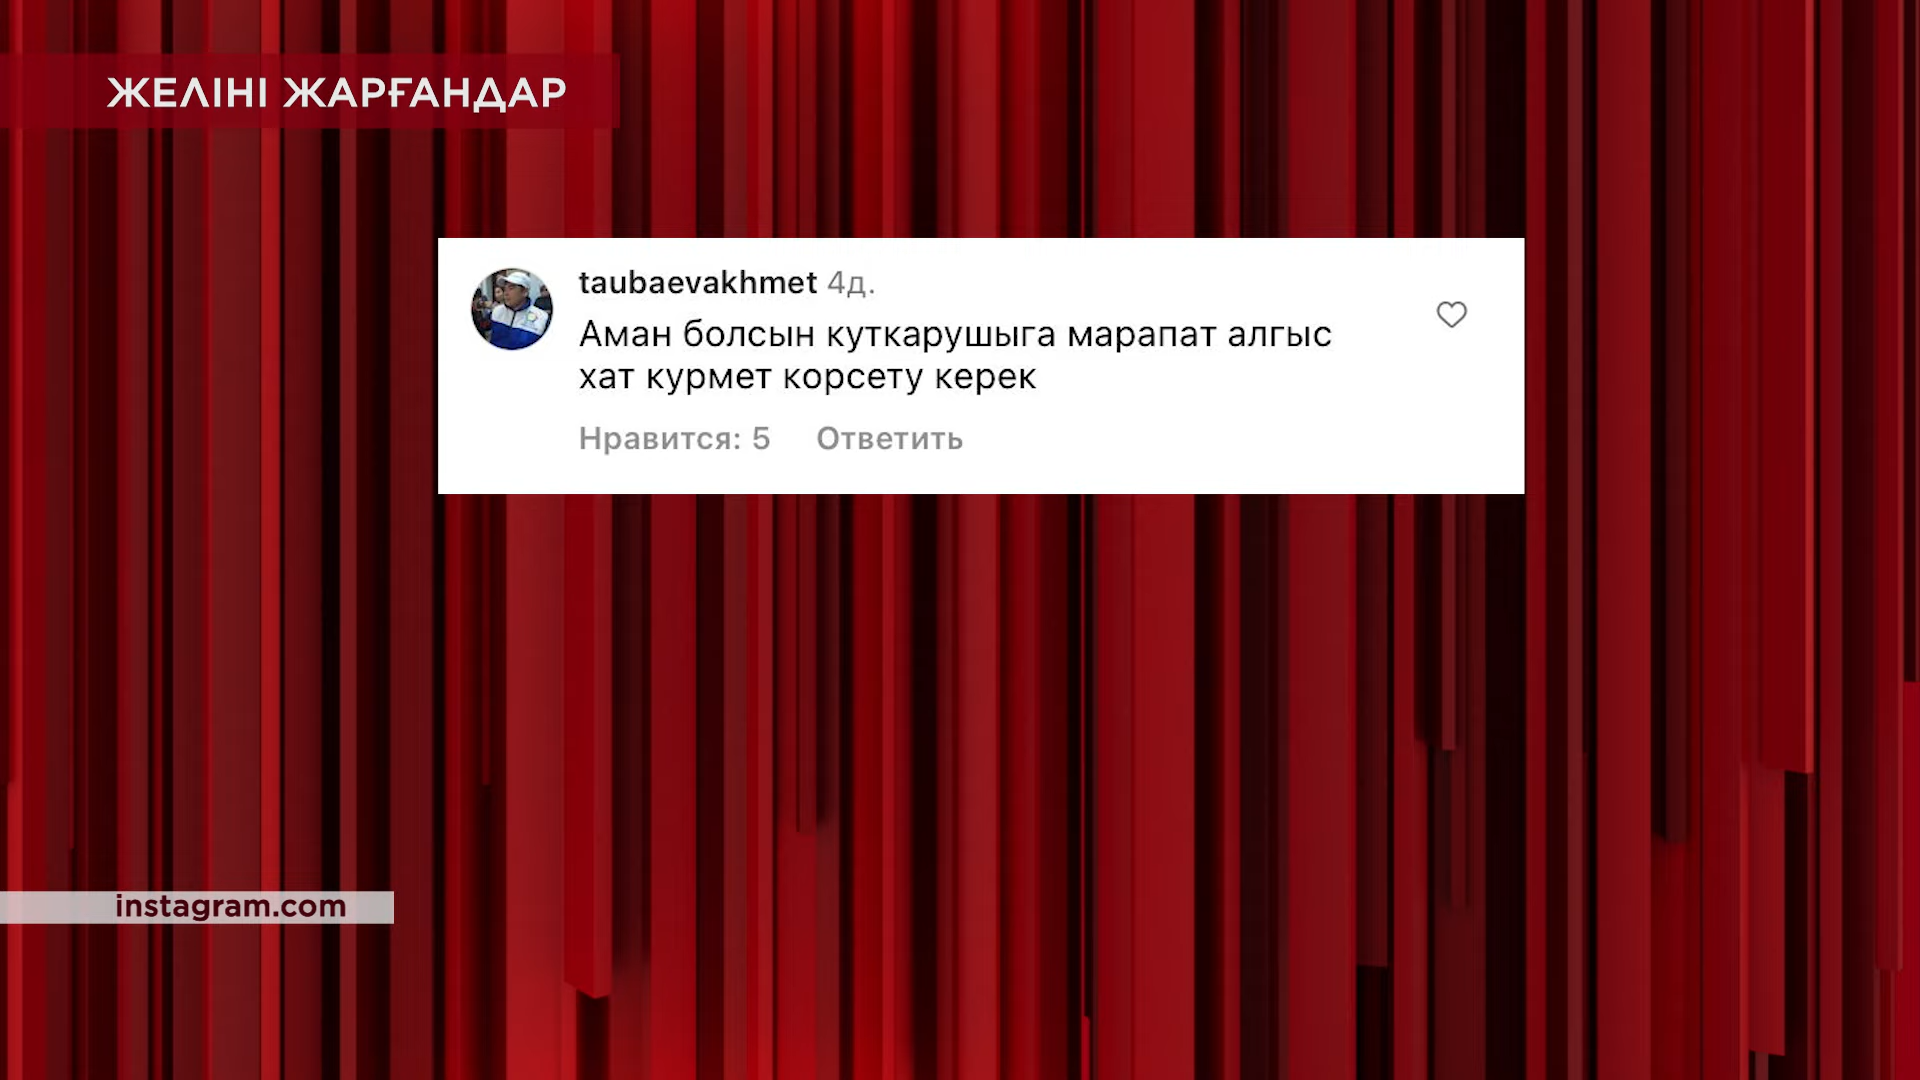 ЖЕЛІНІ ЖАРҒАНДАР
taubaevakhmet 4д.
Аман болсын куткарушыга марапат алгыс
хат курмет корсету керек
Нравится: 5 Ответить
instagram.com